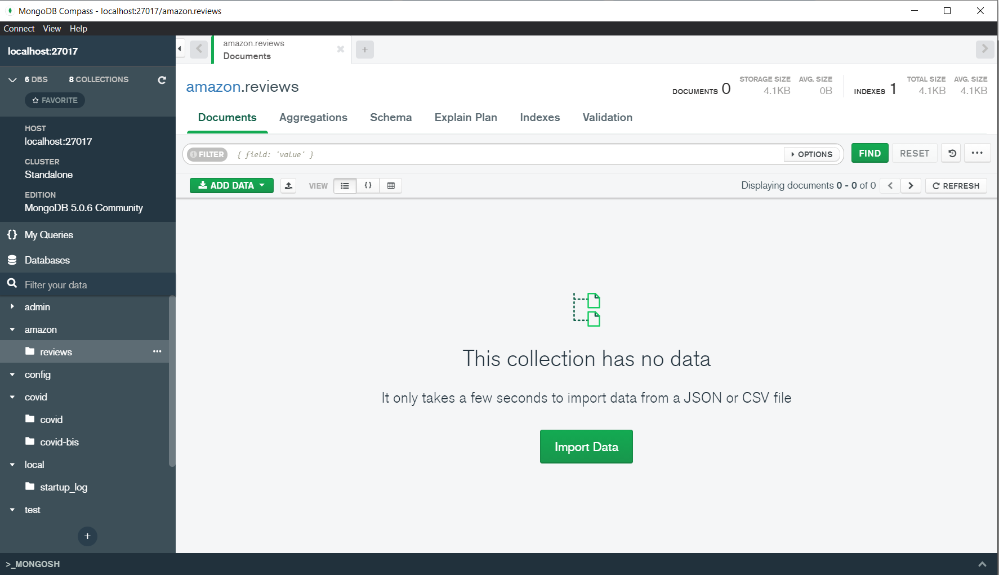 MongoDB Compass - localhost:27017/amazon.reviews
Connect View Help
localhost:27017
6 DBS 8 COLLECTIONS
FAVORITE
HOST
localhost:27017
CLUSTER
Standalone
EDITION
MongoDB 5.0.6 Community
{} My Queries
Databases
Filter your data
admin
amazon
reviews
config
covid
covid
covid-bis
local
startup_log
test
+
amazon.reviews
Documents
+
amazon.reviews
DOCUMENTS 0 STORAGE SIZE 4.1KB AVG. SIZE 0B INDEXES 1 TOTAL SIZE 4.1KB AVG. SIZE 4.1KB
Documents Aggregations Schema Explain Plan Indexes Validation
FILTER { field: 'value' } OPTIONS FIND RESET ...
ADD DATA VIEW {} Displaying documents 0 - 0 of 0 < > REFRESH
This collection has no data
It only takes a few seconds to import data from a JSON or CSV file
Import Data
>_MONGOSH